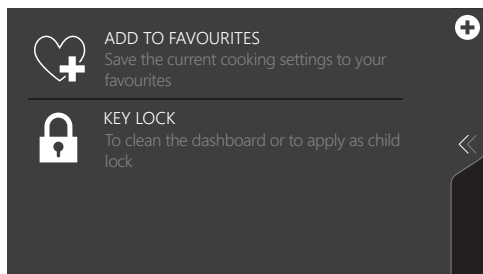 ADD TO FAVOURITES
Save the current cooking settings to your
favourites
KEY LOCK
To clean the dashboard or to apply as child
lock